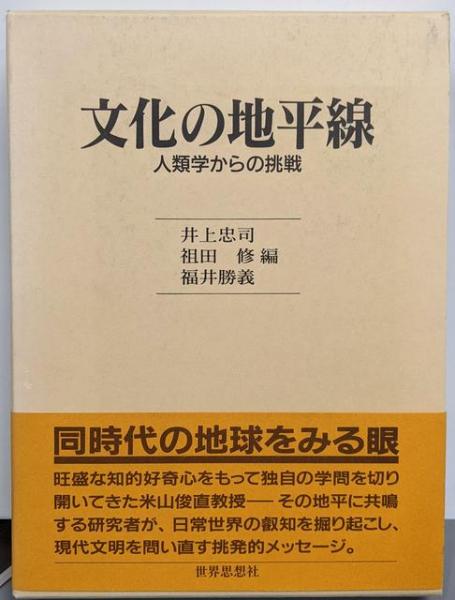 文化の地平線
人類学からの挑戦
井上忠司
祖田　修 編
福井勝義
同時代の地球をみる眼
旺盛な知的好奇心をもって独自の学問を切り
開いてきた米山俊直教授── その地平に共鳴
する研究者が、日常世界の叡知を掘り起こし、
現代文明を問い直す挑発的メッセージ。
世界思想社